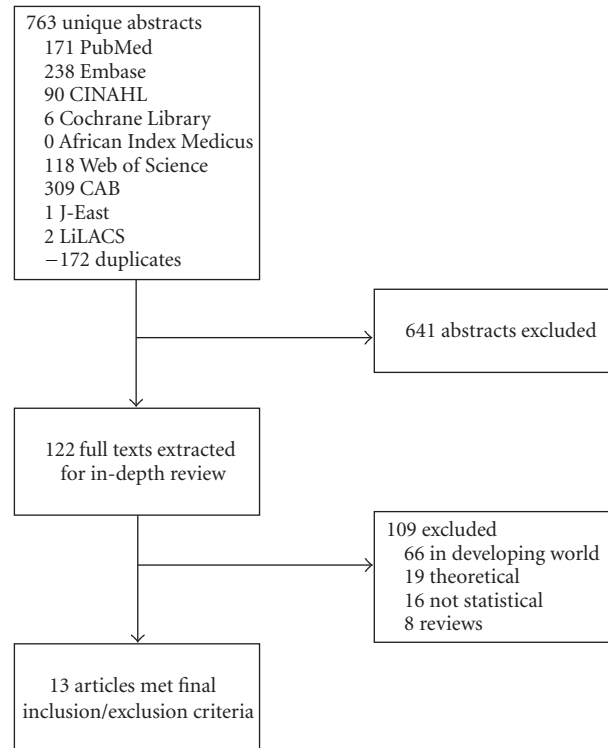 763 unique abstracts
171 PubMed
238 Embase
90 CINAHL
6 Cochrane Library
0 African Index Medicus
118 Web of Science
309 CAB
1 J-East
2 LiLACS
−172 duplicates
641 abstracts excluded
122 full texts extracted
for in-depth review
109 excluded
66 in developing world
19 theoretical
16 not statistical
8 reviews
13 articles met final
inclusion/exclusion criteria